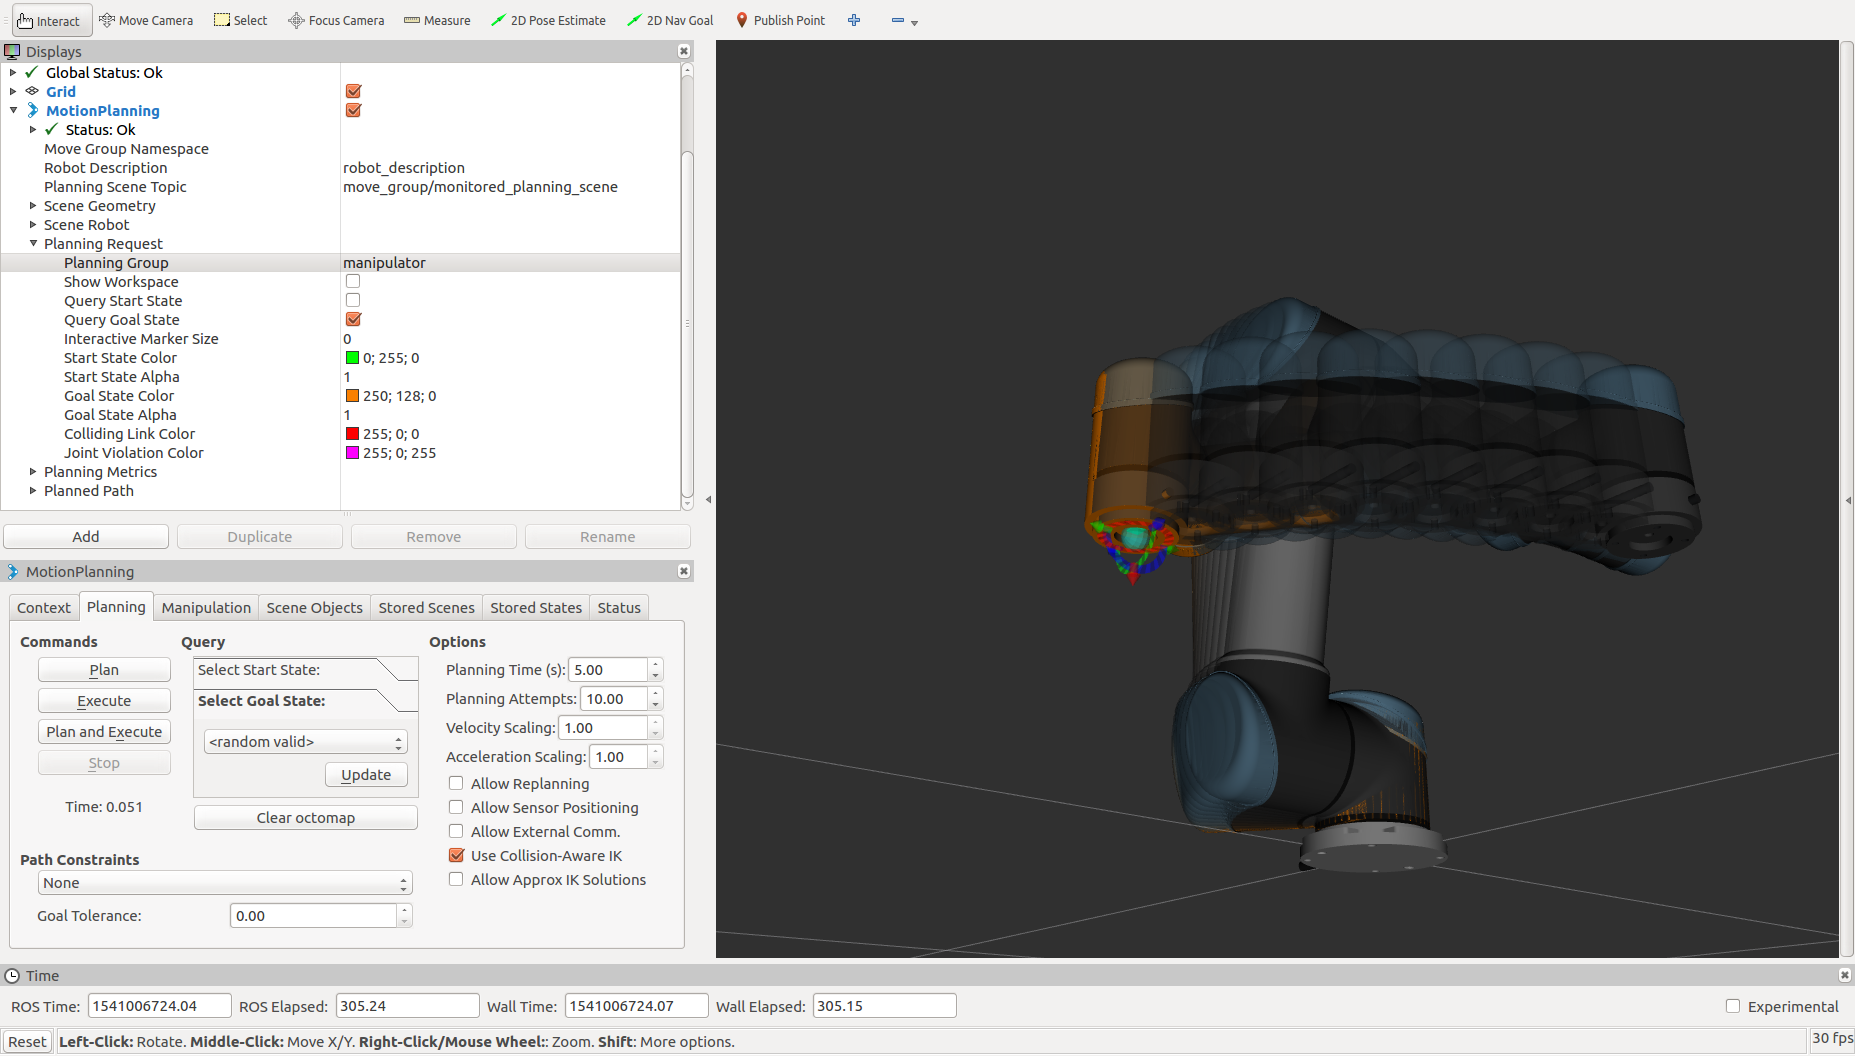 Interact Move Camera Select Focus Camera Measure 2D Pose Estimate 2D Nav Goal Publish Point
Displays
Global Status: Ok
Grid
MotionPlanning
Status: Ok
Move Group Namespace
Robot Description robot_description
Planning Scene Topic move_group/monitored_planning_scene
Scene Geometry
Scene Robot
Planning Request
Planning Group manipulator
Show Workspace
Query Start State
Query Goal State
Interactive Marker Size 0
Start State Color 0; 255; 0
Start State Alpha 1
Goal State Color 250; 128; 0
Goal State Alpha 1
Colliding Link Color 255; 0; 0
Joint Violation Color 255; 0; 255
Planning Metrics
Planned Path
Add Duplicate Remove Rename
MotionPlanning
Context Planning Manipulation Scene Objects Stored Scenes Stored States Status
Commands
Plan
Execute
Plan and Execute
Stop
Time: 0.051
Query
Select Start State:
Select Goal State:
<random valid>
Update
Clear octomap
Options
Planning Time (s): 5.00
Planning Attempts: 10.00
Velocity Scaling: 1.00
Acceleration Scaling: 1.00
Allow Replanning
Allow Sensor Positioning
Allow External Comm.
Use Collision-Aware IK
Allow Approx IK Solutions
Path Constraints
None
Goal Tolerance: 0.00
Time
ROS Time: 1541006724.04 ROS Elapsed: 305.24 Wall Time: 1541006724.07 Wall Elapsed: 305.15 Experimental
Reset Left-Click: Rotate. Middle-Click: Move X/Y. Right-Click/Mouse Wheel:: Zoom. Shift: More options. 30 fps